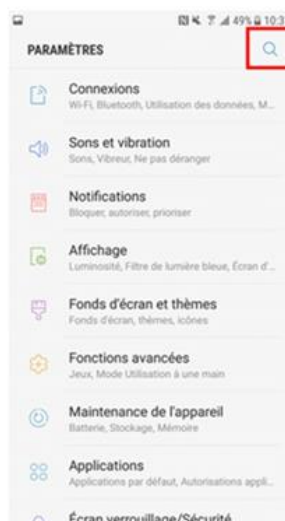 49% 10:3
PARAMÈTRES
Connexions
Wi-Fi, Bluetooth, Utilisation des données, M...
Sons et vibration
Sons, Vibreur, Ne pas déranger
Notifications
Bloquer, autoriser, prioriser
Affichage
Luminosité, Filtre de lumière bleue, Écran d'...
Fonds d'écran et thèmes
Fonds d'écran, thèmes, icônes
Fonctions avancées
Jeux, Mode Utilisation à une main
Maintenance de l'appareil
Batterie, Stockage, Mémoire
Applications
Applications par défaut, Autorisations appli...
Écran verrouillage/Sécurité